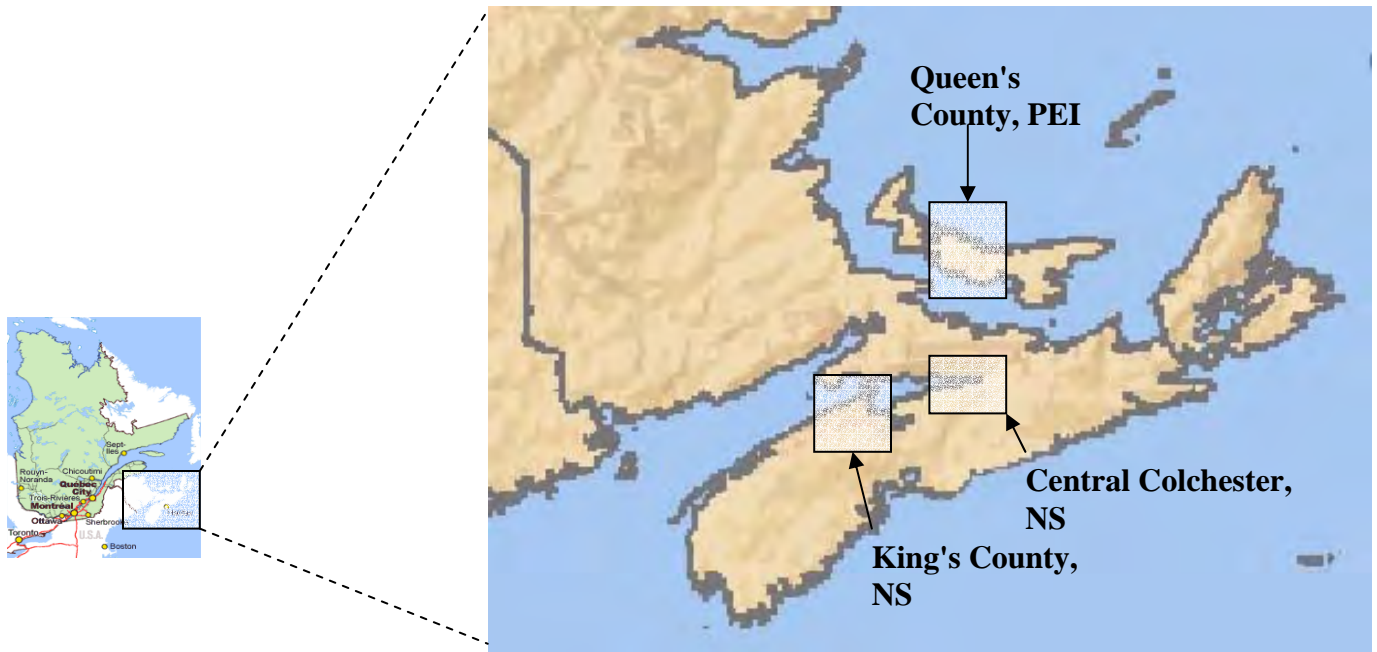 Queen's
County, PEI
Central Colchester,
NS
King's County,
NS
Sept-
Iles
Rouyn-
Noranda
Chicoutimi
Québec
City
Trois-Rivières
Montréal
Ottawa
Sherbrooke
Toronto
U.S.A.
Boston